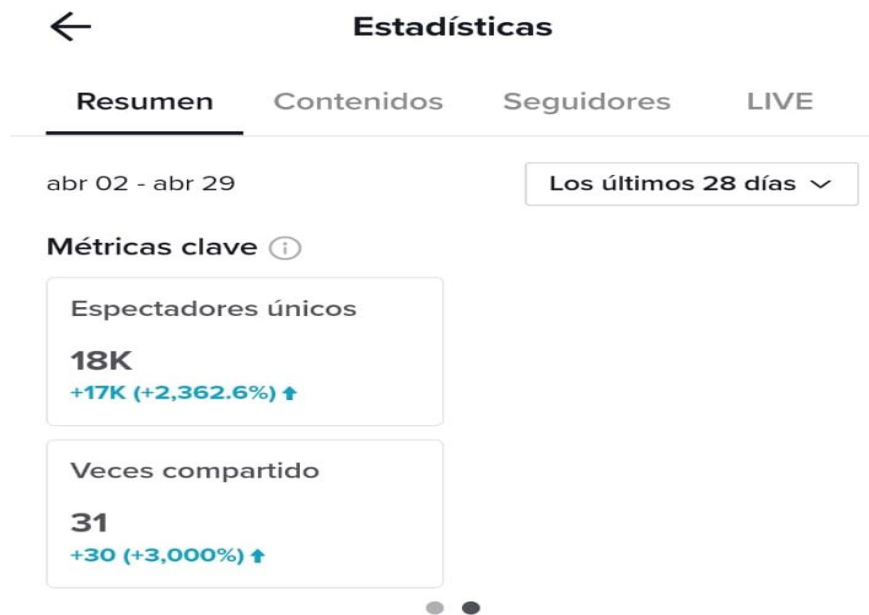 Estadísticas
Resumen Contenidos Seguidores LIVE
abr 02 - abr 29 Los últimos 28 días
Métricas clave
Espectadores únicos
18K
+17K (+2,362.6%)
Veces compartido
31
+30 (+3,000%)